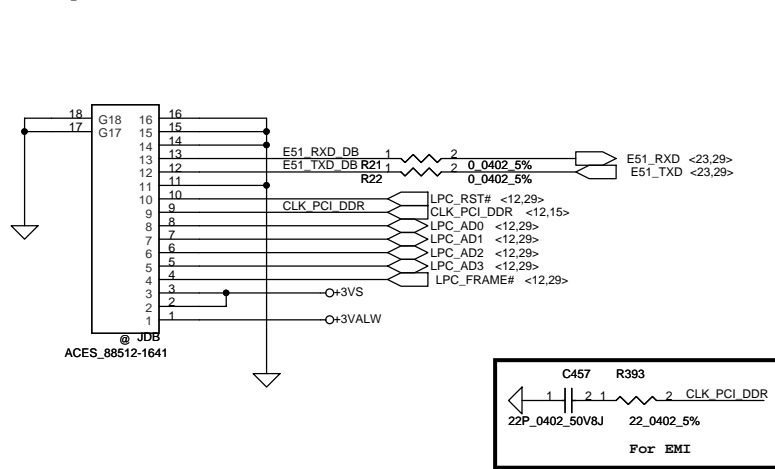 18 G18 16 16
17 G17 15 15
14 14
13 13 E51_RXD_DB 1 2 E51_RXD <23,29>
12 12 E51_TXD_DB R21 1 2 0_0402_5% E51_TXD <23,29>
11 11 R22 0_0402_5%
10 10 LPC_RST# <12,29>
9 9 CLK_PCI_DDR CLK_PCI_DDR <12,15>
8 8 LPC_AD0 <12,29>
7 7 LPC_AD1 <12,29>
6 6 LPC_AD2 <12,29>
5 5 LPC_AD3 <12,29>
4 4 LPC_FRAME# <12,29>
3 3 +3VS
2 2
1 1 +3VALW
@ JDB
ACES_88512-1641
C457 R393
1 2 1 2 CLK_PCI_DDR
22P_0402_50V8J 22_0402_5%
For EMI